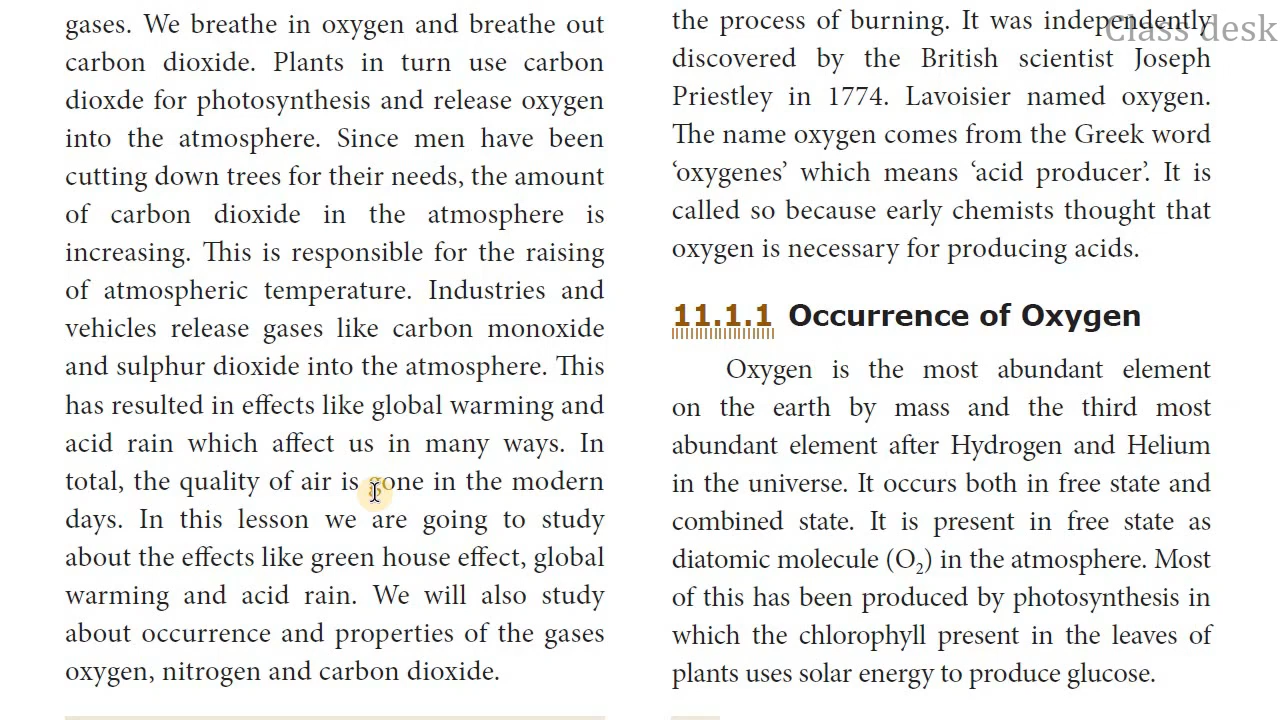 gases. We breathe in oxygen and breathe out
carbon dioxide. Plants in turn use carbon
dioxde for photosynthesis and release oxygen
into the atmosphere. Since men have been
cutting down trees for their needs, the amount
of carbon dioxide in the atmosphere is
increasing. This is responsible for the raising
of atmospheric temperature. Industries and
vehicles release gases like carbon monoxide
and sulphur dioxide into the atmosphere. This
has resulted in effects like global warming and
acid rain which affect us in many ways. In
total, the quality of air is gone in the modern
days. In this lesson we are going to study
about the effects like green house effect, global
warming and acid rain. We will also study
about occurrence and properties of the gases
oxygen, nitrogen and carbon dioxide.
Class desk
the process of burning. It was independently
discovered by the British scientist Joseph
Priestley in 1774. Lavoisier named oxygen.
The name oxygen comes from the Greek word
‘oxygenes’ which means ‘acid producer’. It is
called so because early chemists thought that
oxygen is necessary for producing acids.
11.1.1 Occurrence of Oxygen
Oxygen is the most abundant element
on the earth by mass and the third most
abundant element after Hydrogen and Helium
in the universe. It occurs both in free state and
combined state. It is present in free state as
diatomic molecule (O₂) in the atmosphere. Most
of this has been produced by photosynthesis in
which the chlorophyll present in the leaves of
plants uses solar energy to produce glucose.